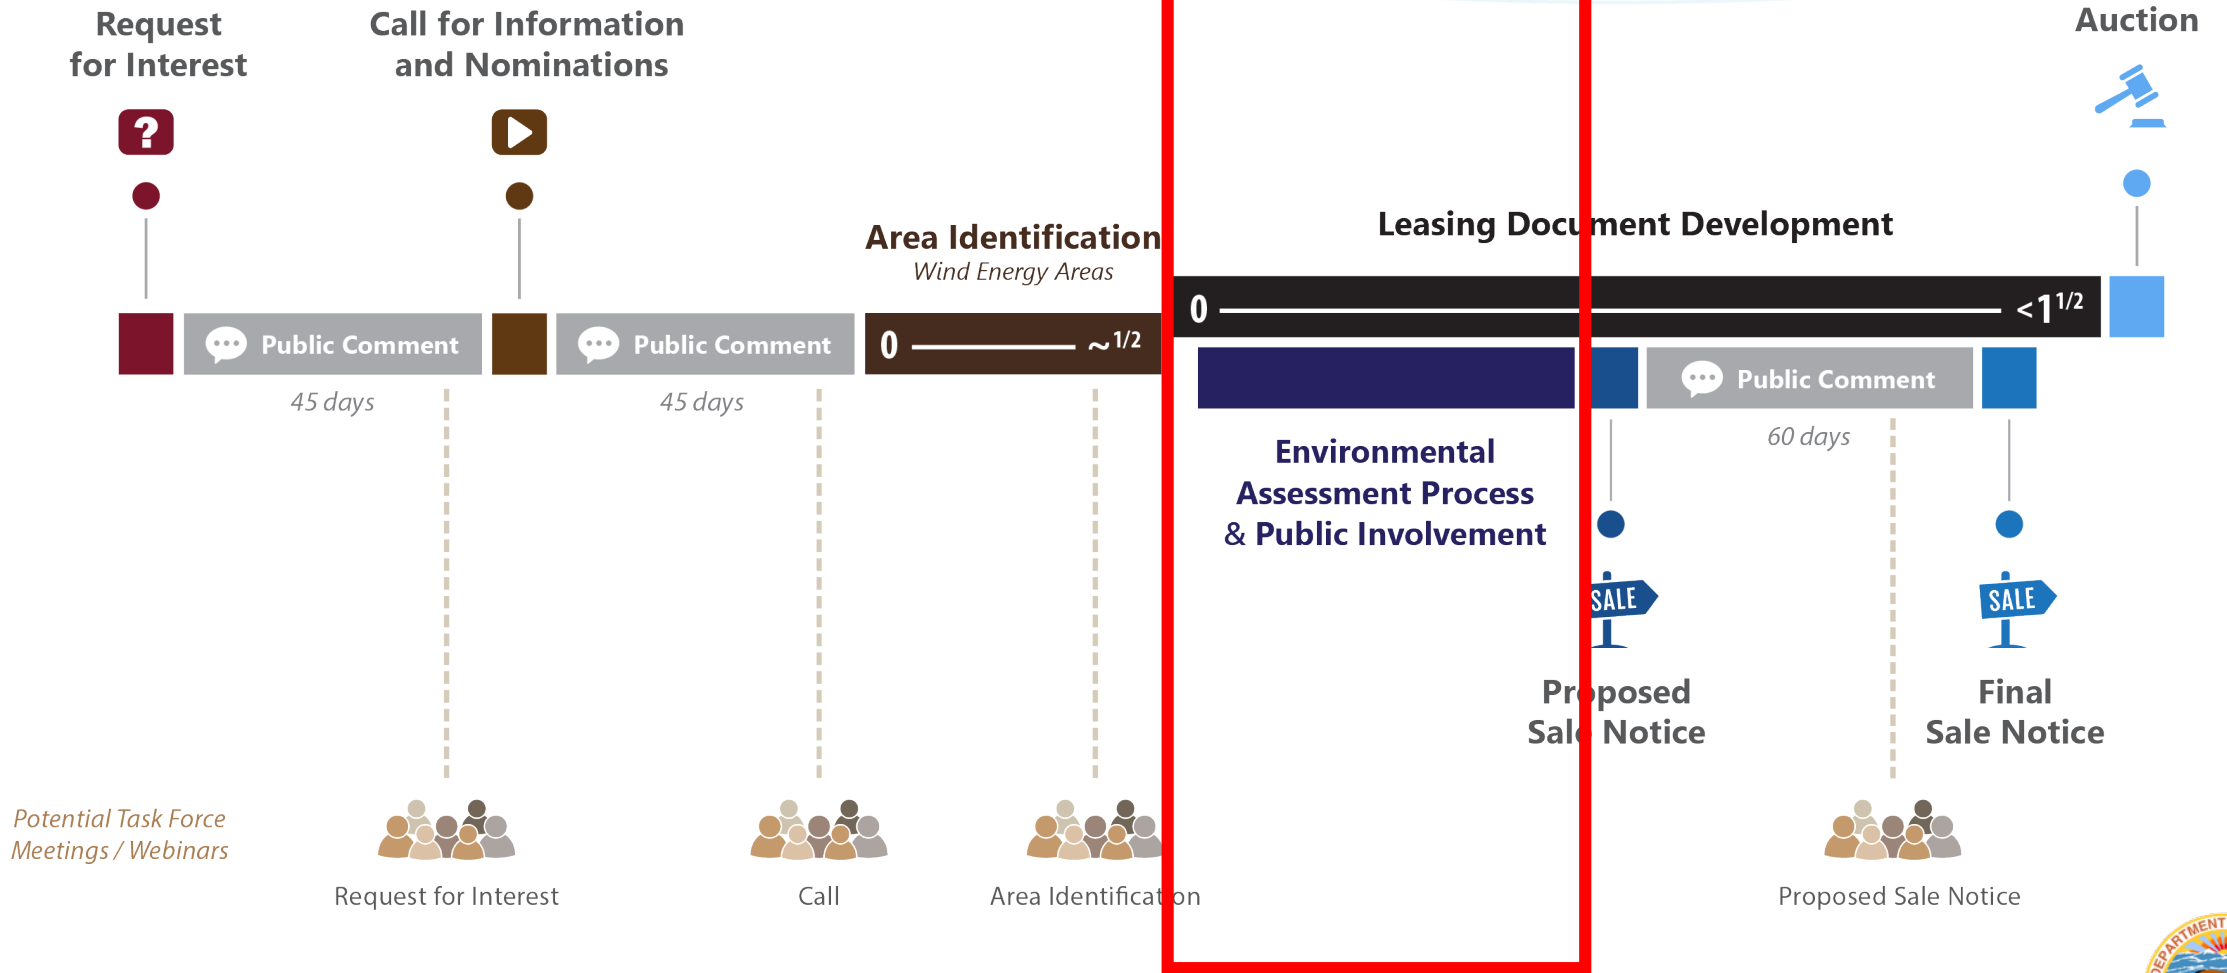 Request
for Interest
Call for Information
and Nominations
Auction
Area Identification
Wind Energy Areas
Leasing Document Development
0 <1 1/2
Public Comment
Public Comment
0 ~1/2
Public Comment
45 days
45 days
60 days
Environmental
Assessment Process
& Public Involvement
SALE
SALE
Proposed
Sale Notice
Final
Sale Notice
Potential Task Force
Meetings / Webinars
Request for Interest
Call
Area Identification
Proposed Sale Notice
DEPARTMENT